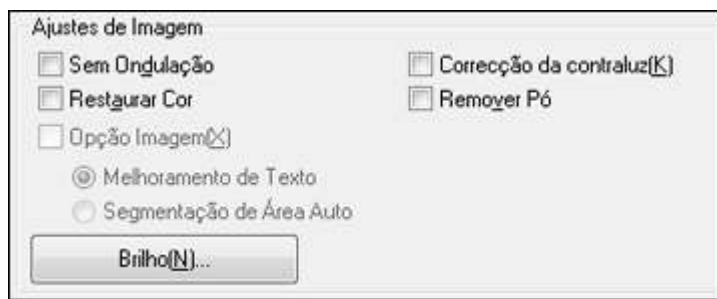 Ajustes de Imagem
Sem Ondulação Correcção da contraluz(K)
Restaurar Cor Remover Pó
Opção Imagem(X)
Melhoramento de Texto
Segmentação de Área Auto
Brilho(N)...